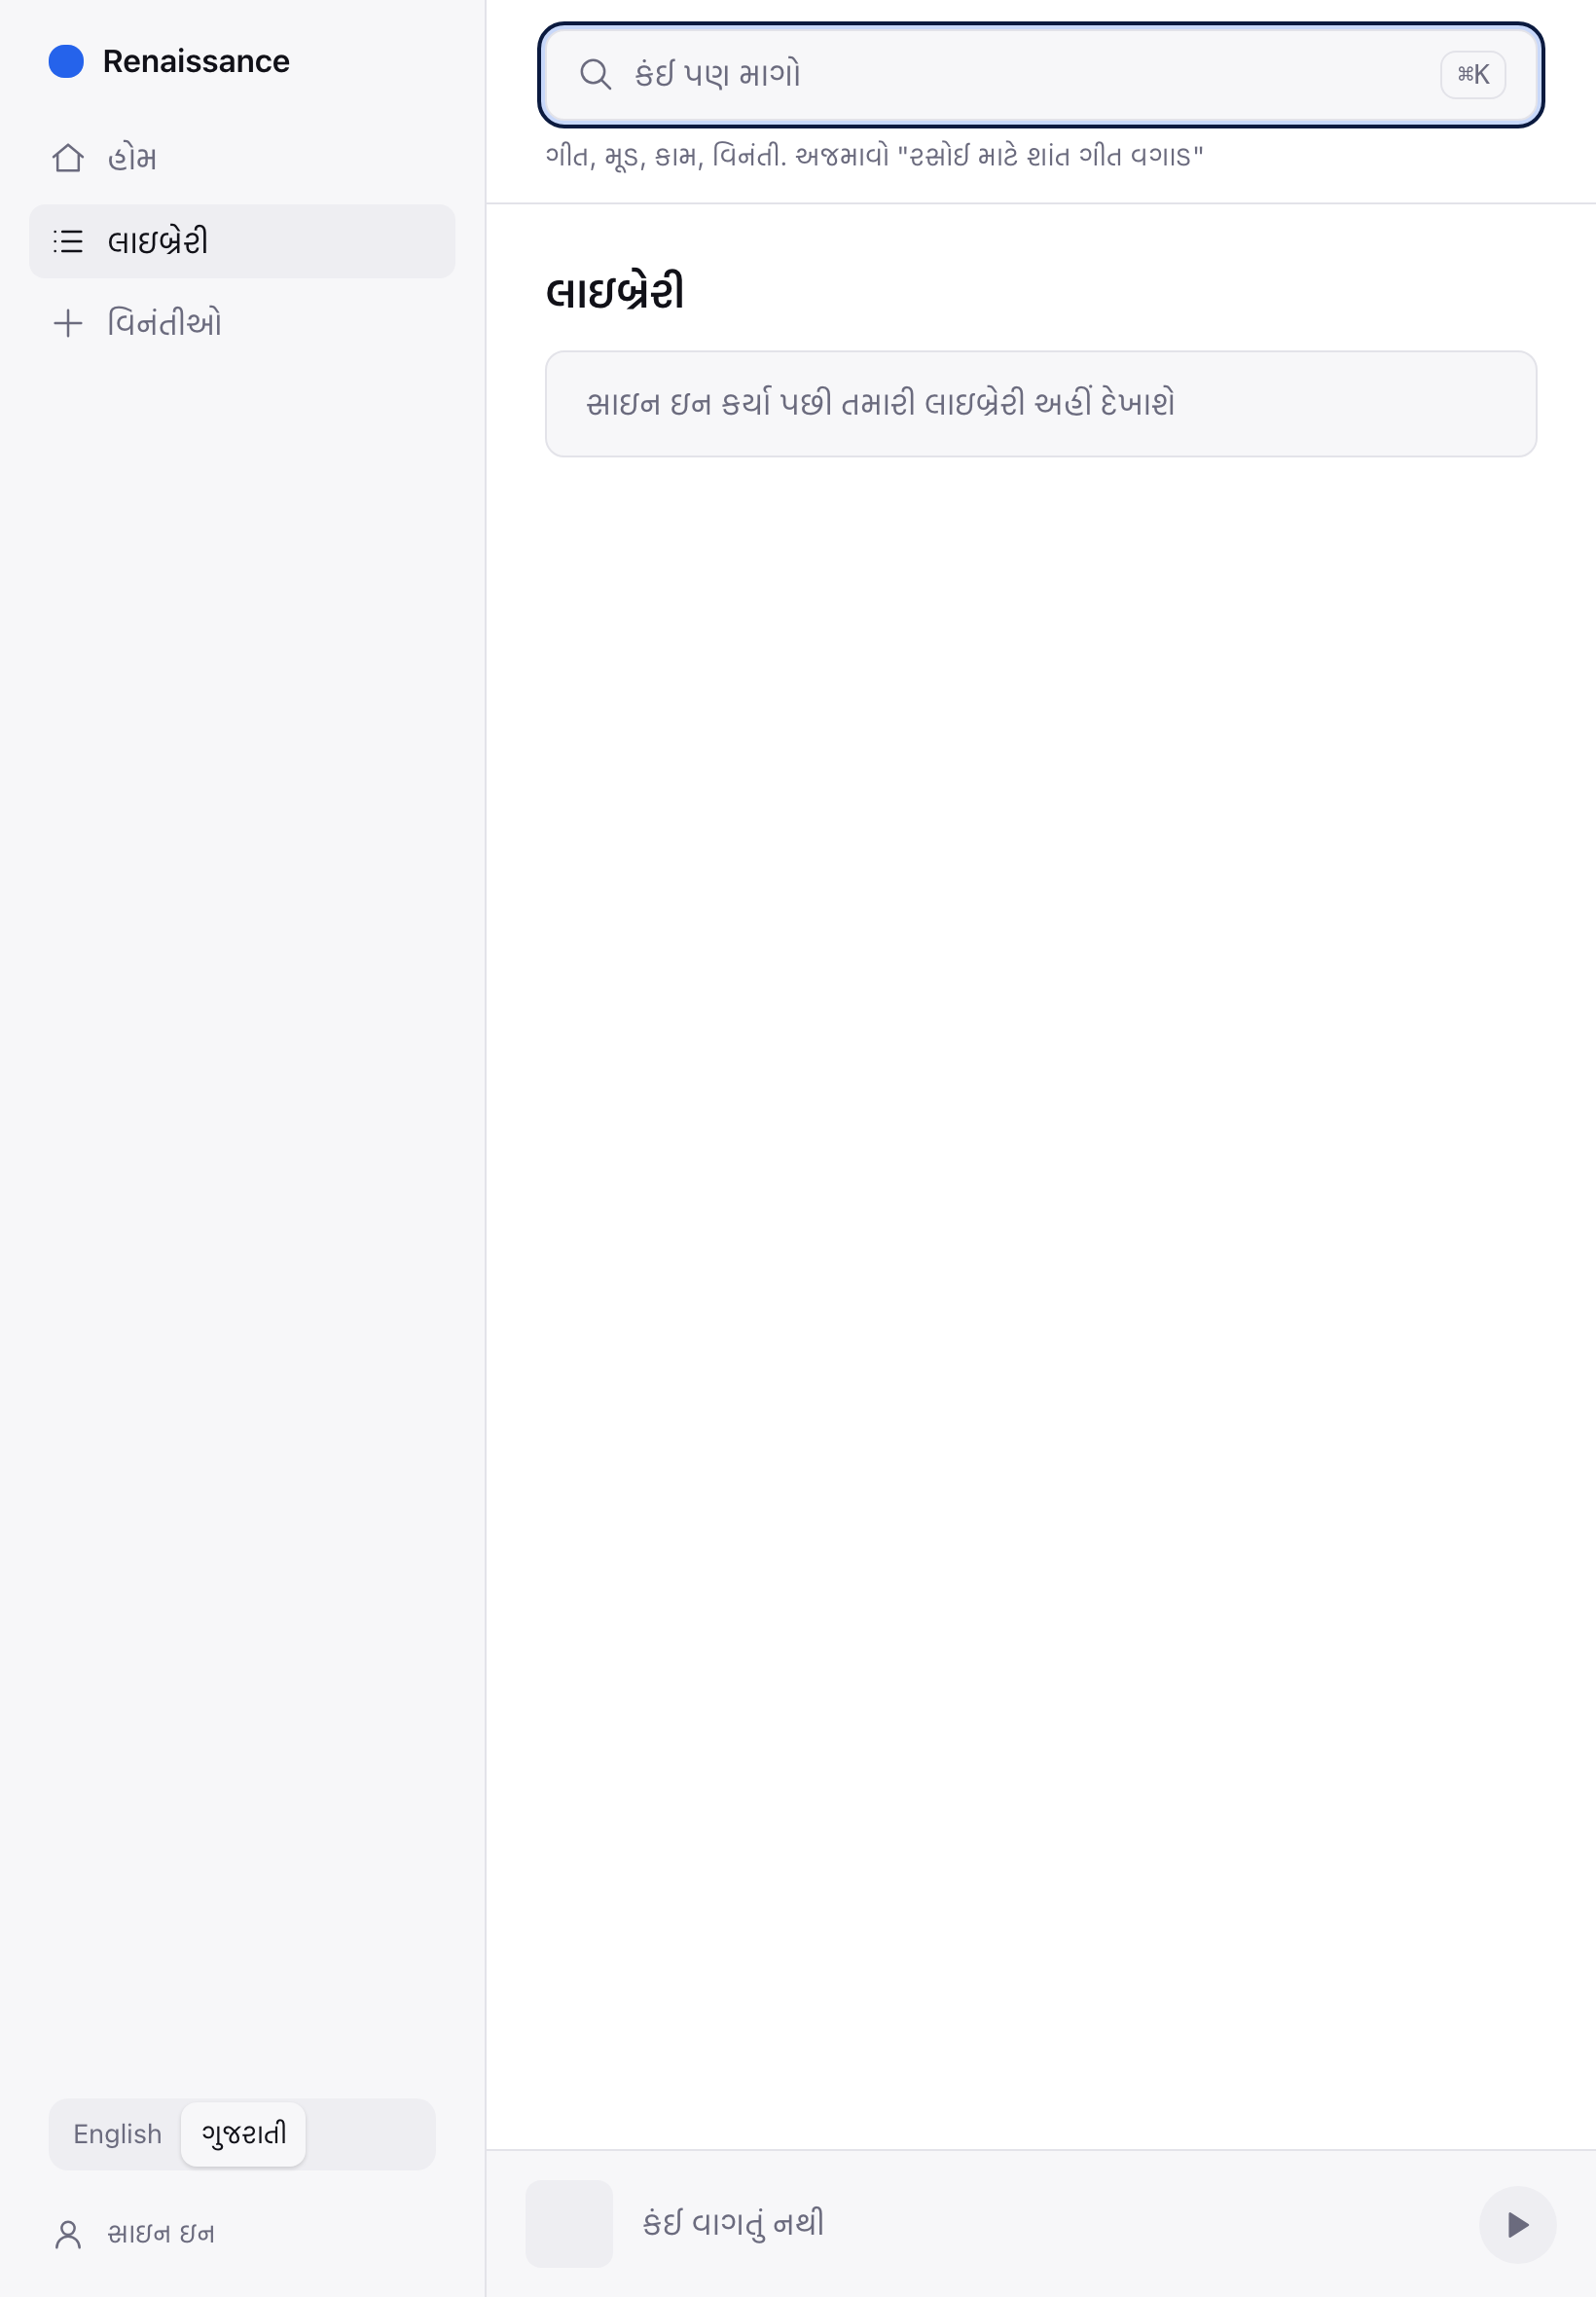 Renaissance
હોમ
લાઇબ્રેરી
વિનંતીઓ
English
ગુજરાતી
સાઇન ઇન
કંઈ પણ માગો
⌘K
ગીત, મૂડ, કામ, વિનંતી. અજમાવો "રસોઈ માટે શાંત ગીત વગાડ"
લાઇબ્રેરી
સાઇન ઇન કર્યા પછી તમારી લાઇબ્રેરી અહીં દેખાશે
કંઈ વાગતું નથી